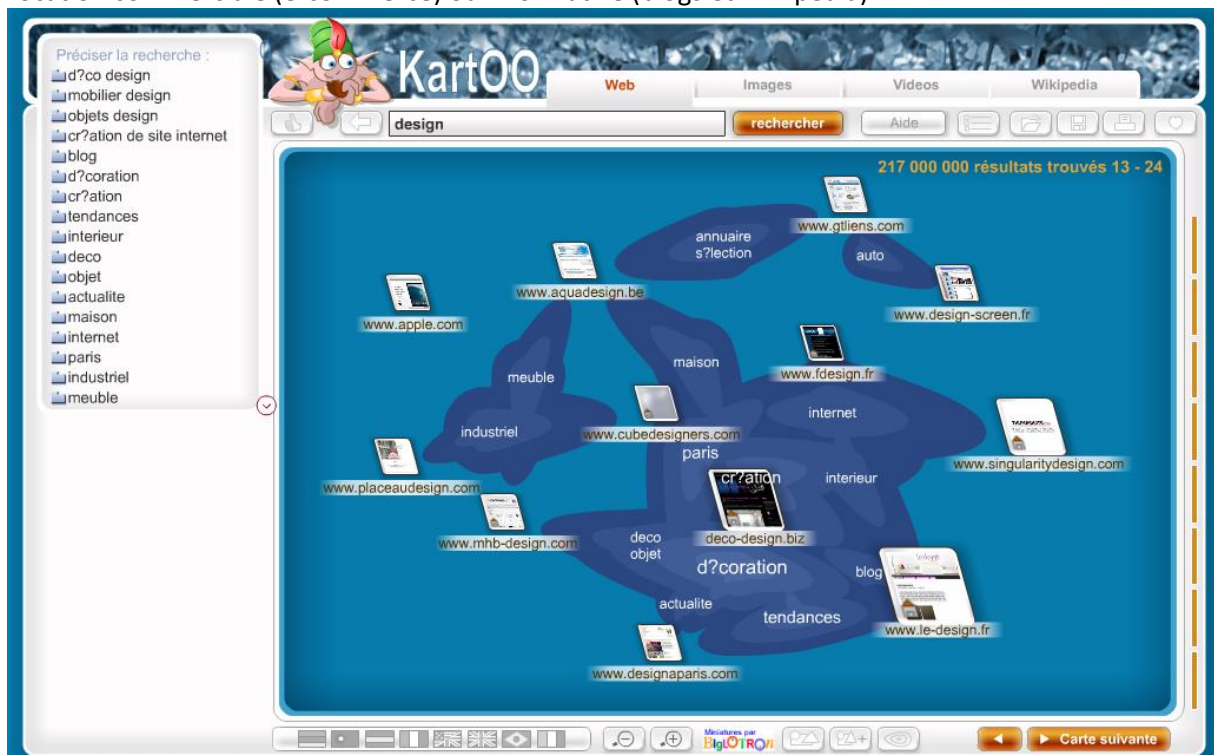 Préciser la recherche :
d?co design
mobilier design
objets design
cr?ation de site internet
blog
d?coration
cr?ation
tendances
interieur
deco
objet
actualite
maison
internet
paris
industriel
meuble
KartOO
Web
Images
Videos
Wikipedia
design
rechercher
Aide
217 000 000 résultats trouvés 13 - 24
www.gtliens.com
annuaire
s?lection
auto
www.aquadesign.be
www.design-screen.fr
www.apple.com
maison
www.fdesign.fr
meuble
internet
industriel
www.cubedesigners.com
paris
www.singularitydesign.com
cr?ation
interieur
www.placeaudesign.com
www.mhb-design.com
deco
objet
deco-design.biz
d?coration
blog
actualite
tendances
www.le-design.fr
www.designaparis.com
Miniatures par
BIGLOTRON
Carte suivante